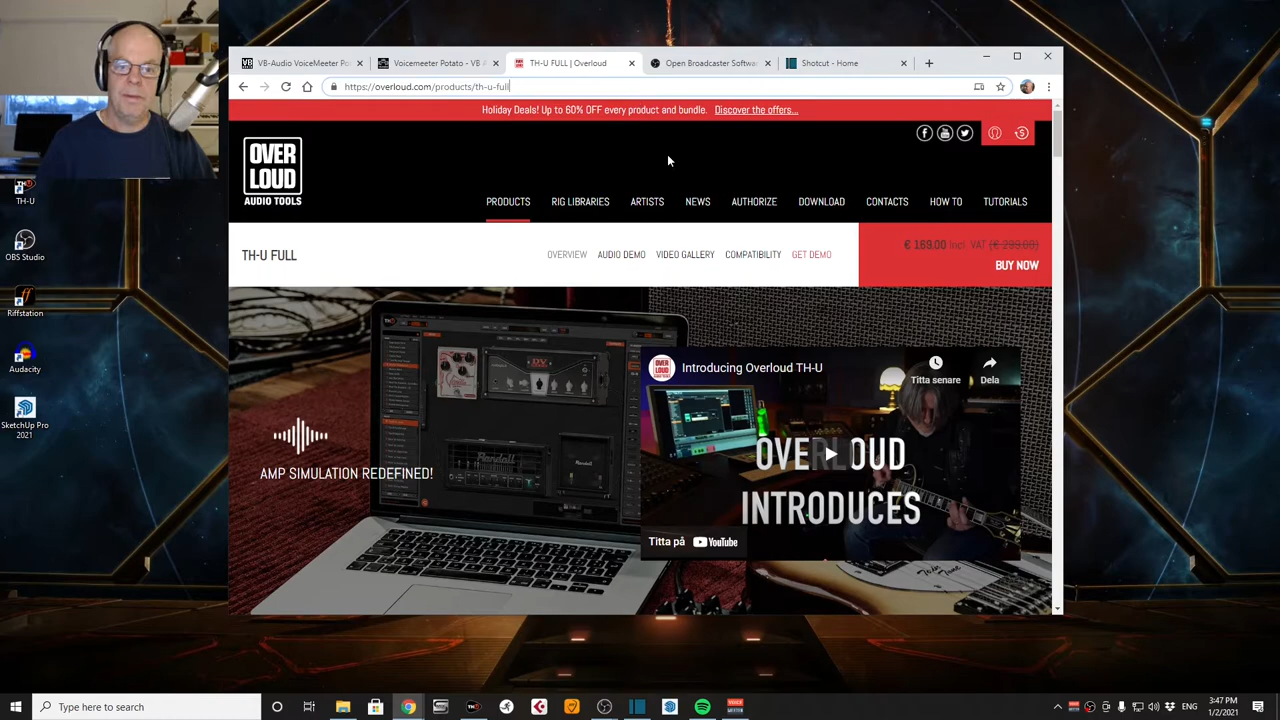 VB-Audio VoiceMeeter Po
Voicemeeter Potato - VB A
TH-U FULL | Overloud
Open Broadcaster Softwa
Shotcut - Home
https://overloud.com/products/th-u-full
Holiday Deals! Up to 60% OFF every product and bundle. Discover the offers...
OVER
LOUD
AUDIO TOOLS
PRODUCTS RIG LIBRARIES ARTISTS NEWS AUTHORIZE DOWNLOAD CONTACTS HOW TO TUTORIALS
TH-U FULL
OVERVIEW AUDIO DEMO VIDEO GALLERY COMPATIBILITY GET DEMO
€ 169.00 Incl. VAT (€ 299.00)
BUY NOW
AMP SIMULATION REDEFINED!
Randall
Introducing Overloud TH-U
Titta senare
Dela
OVERLOUD
INTRODUCES
Titta på YouTube
TH-U
OBS Studio
Riffstation
Audacity
SketchUp Pro
2021
Type here to search
ENG
3:47 PM
1/2/2021